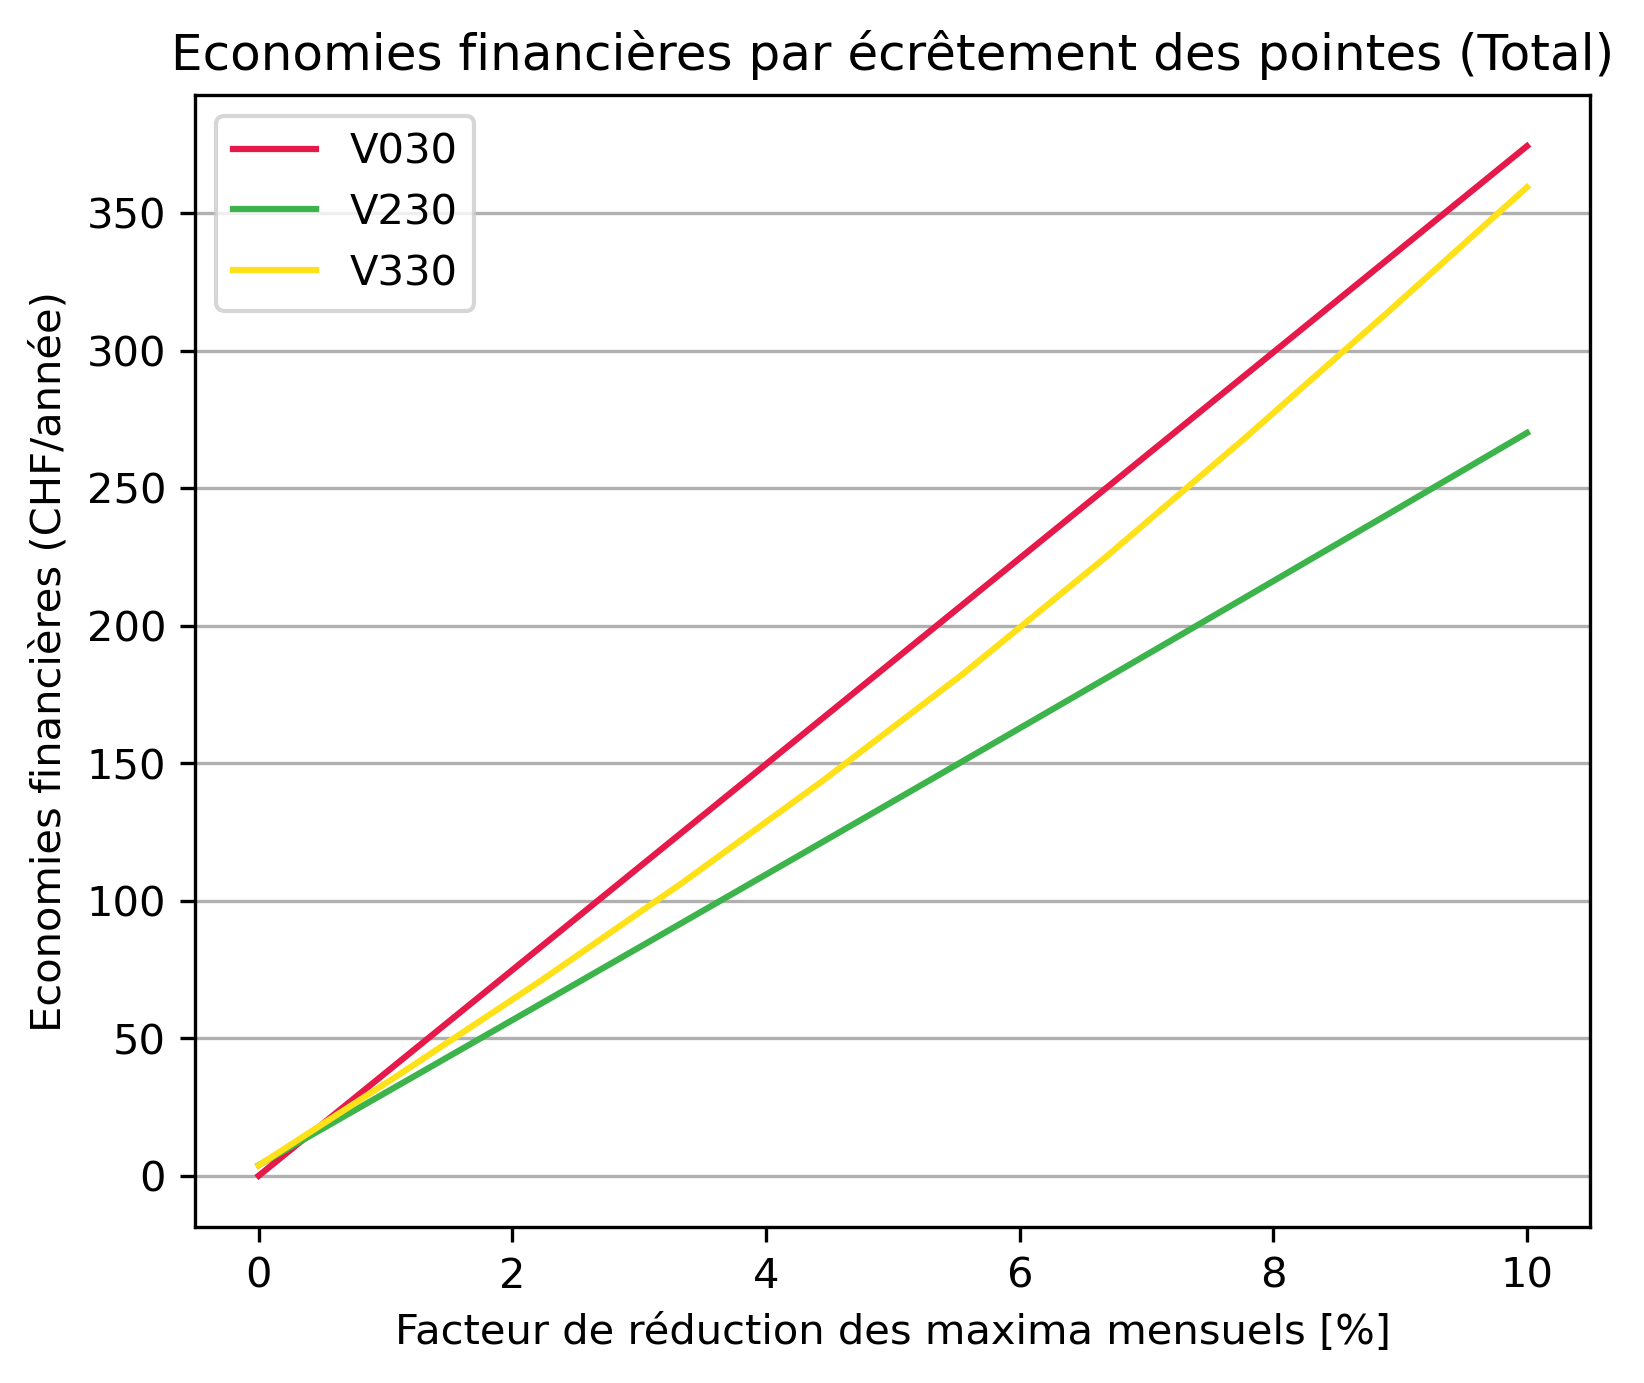 Economies financières par écrêtement des pointes (Total)
V030
V230
V330
Economies financières (CHF/année)
350
300
250
200
150
100
50
0
0 2 4 6 8 10
Facteur de réduction des maxima mensuels [%]